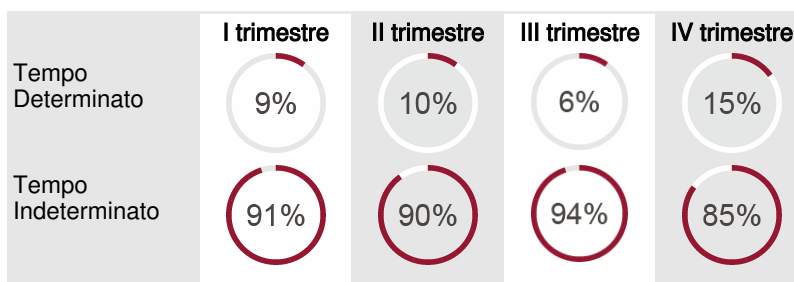 I trimestre II trimestre III trimestre IV trimestre
Tempo
Determinato
9% 10% 6% 15%
Tempo
Indeterminato
91% 90% 94% 85%